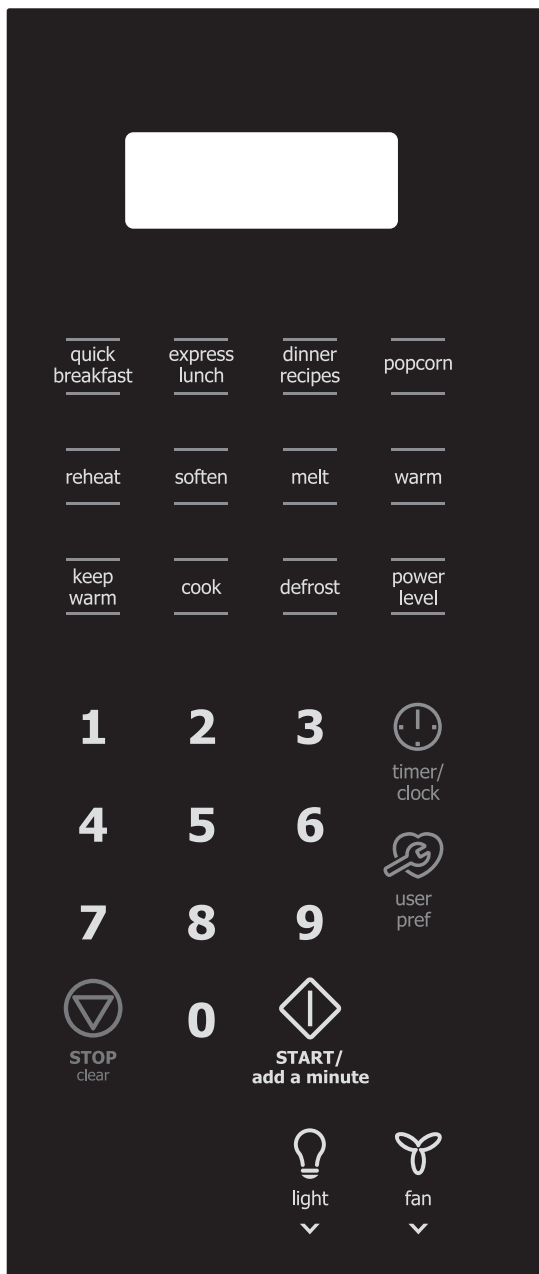 quick
breakfast
express
lunch
dinner
recipes
popcorn
reheat
soften
melt
warm
keep
warm
cook
defrost
power
level
1
2
3
timer/
clock
4
5
6
user
pref
7
8
9
STOP
clear
0
START/
add a minute
light
fan